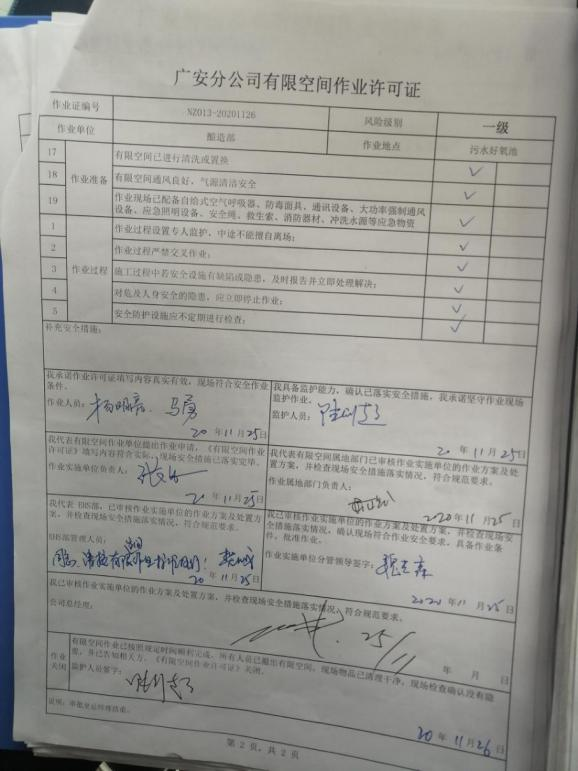 广安分公司有限空间作业许可证
作业证编号 NZ013-20201126 风险级别 一级
作业单位 酿造部 作业地点 污水好氧池
17 作业准备 有限空间已进行清洗或置换 ✓
18 有限空间通风良好，气源清洁安全 ✓
19 作业现场已配备自给式空气呼吸器、防毒面具、通讯设备、大功率强制通风
设备、应急照明设备、安全绳、救生索、消防器材、冲洗水源等应急物资 ✓
1 作业过程 作业过程设置专人监护，中途不能擅自离场； ✓
2 作业过程严禁交叉作业； ✓
3 施工过程中若安全设施有缺陷或隐患，及时报告并立即处理解决； ✓
4 对危及人身安全的隐患，应立即停止作业； ✓
5 安全防护设施应不定期进行检查； ✓
补充安全措施：
我承诺作业许可证填写内容真实有效，现场符合安全作业
条件。
作业人员： 马勇
20 年 11 月 25 日
我具备监护能力，确认已落实安全措施，我承诺坚守作业现场
监护作业。
监护人员：
20 年 11 月 25 日
我代表有限空间作业单位提出作业申请，《有限空间作
业许可证》填写内容符合实际，现场安全措施已落实完毕。
作业实施单位负责人：
20 年 11 月 25 日
我代表有限空间属地部门已审核作业实施单位的作业方案及处
置方案，并检查现场安全措施落实情况，符合规范要求。
作业属地部门负责人：
2020 年 11 月 25 日
我代表 EHS部，已审核作业实施单位的作业方案及处置方
案，并检查现场安全措施落实情况，符合规范要求。
EHS部管理人员：
20 年 11 月 25 日
我已审核作业实施单位的作业方案及处置方案，并检查现场安
全措施落实情况，确认现场符合作业安全要求，具备作业条
件，批准作业。
作业实施单位分管领导签字：
2020 年 11 月 25 日
我已审核作业实施单位的作业方案及处置方案，并检查现场安全措施落实情况，符合规范要求。
公司总经理： 25/11
年 月 日
作业关闭 有限空间作业已按照规定时间顺利完成，所有人员已撤出有限空间，现场物品已清理干净，现场检查确认没有隐
患，并已告知相关方。《有限空间作业许可证》关闭。
监护人员签字：
20 年 11 月 26 日
说明：审批至总经理结束。
第 2 页，共 2 页